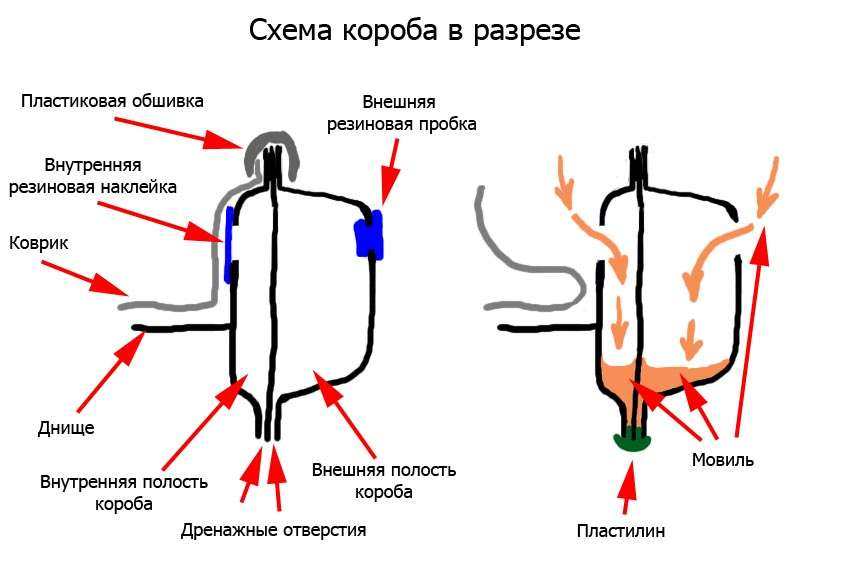 Схема короба в разрезе
Пластиковая обшивка
Внешняя
резиновая пробка
Внутренняя
резиновая наклейка
Коврик
Днище
Внутренняя полость
короба
Внешняя полость
короба
Дренажные отверстия
Мовиль
Пластилин